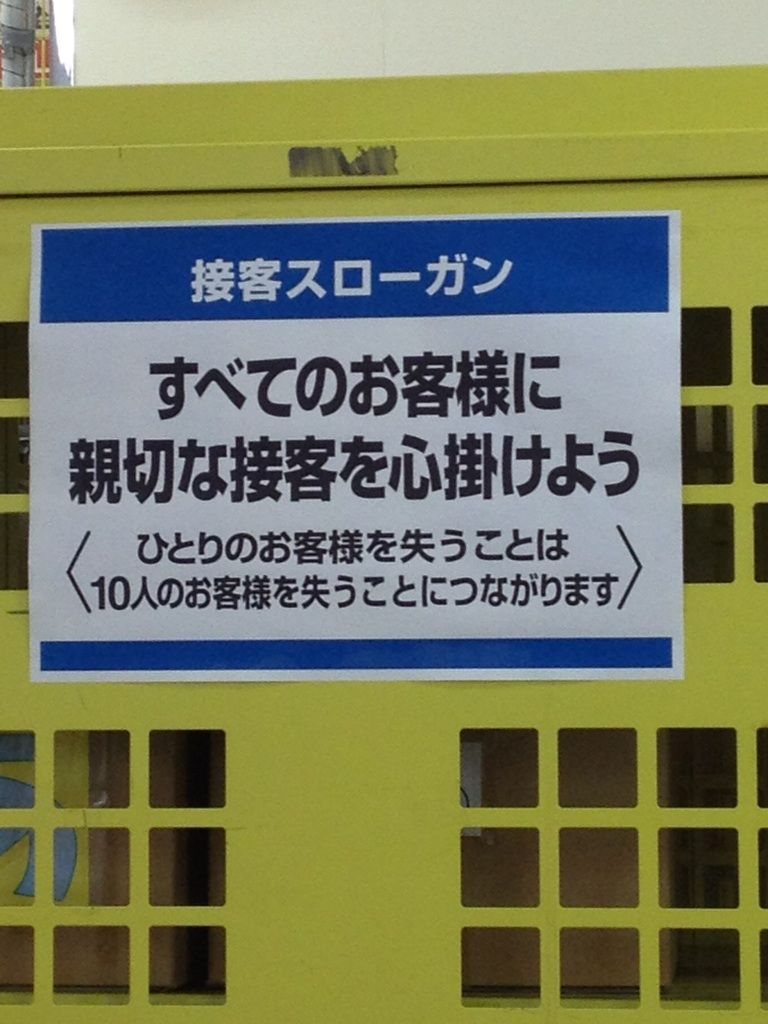 接客スローガン
すべてのお客様に
親切な接客を心掛けよう
〈ひとりのお客様を失うことは
10人のお客様を失うことにつながります〉